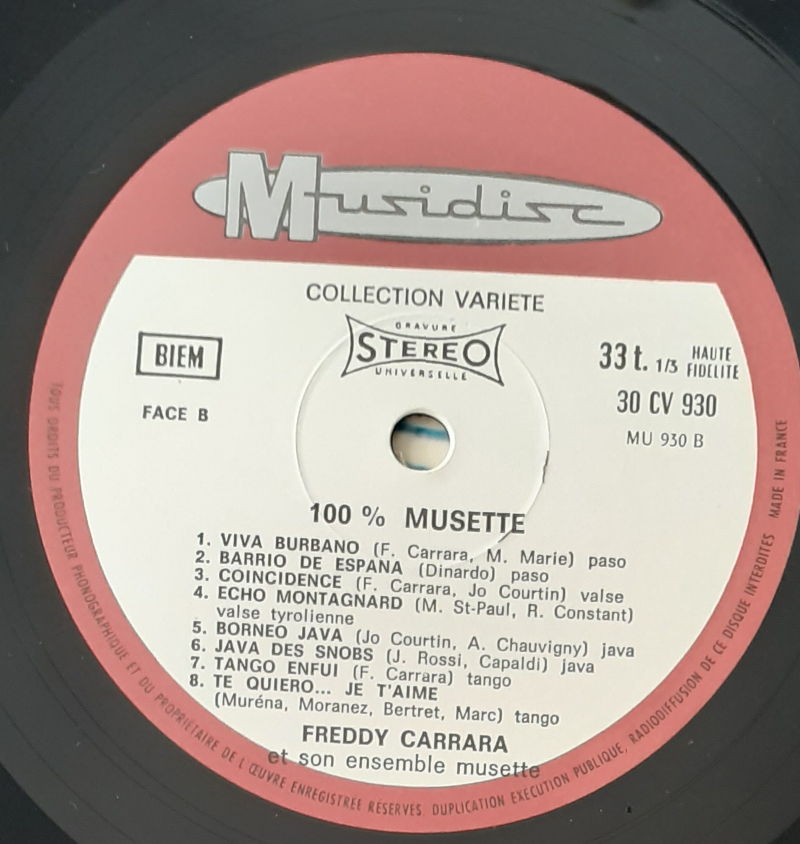 Musidisc
COLLECTION VARIETE
GRAVURE
STEREO
UNIVERSELLE
BIEM
FACE B
33 t. 1/3 HAUTE FIDELITE
30 CV 930
MU 930 B
100 % MUSETTE
1. VIVA BURBANO (F. Carrara, M. Marie) paso
2. BARRIO DE ESPANA (Dinardo) paso
3. COINCIDENCE (F. Carrara, Jo Courtin) valse
4. ECHO MONTAGNARD (M. St-Paul, R. Constant)
valse tyrolienne
5. BORNEO JAVA (Jo Courtin, A. Chauvigny) java
6. JAVA DES SNOBS (J. Rossi, Capaldi) java
7. TANGO ENFUI (F. Carrara) tango
8. TE QUIERO... JE T'AIME
(Muréna, Moranez, Bertret, Marc) tango
FREDDY CARRARA
et son ensemble musette
TOUS DROITS DU PRODUCTEUR PHONOGRAPHIQUE ET DU PROPRIÉTAIRE DE L'ŒUVRE ENREGISTRÉE RÉSERVÉS. DUPLICATION EXECUTION PUBLIQUE, RADIODIFFUSION DE CE DISQUE INTERDITES MADE IN FRANCE